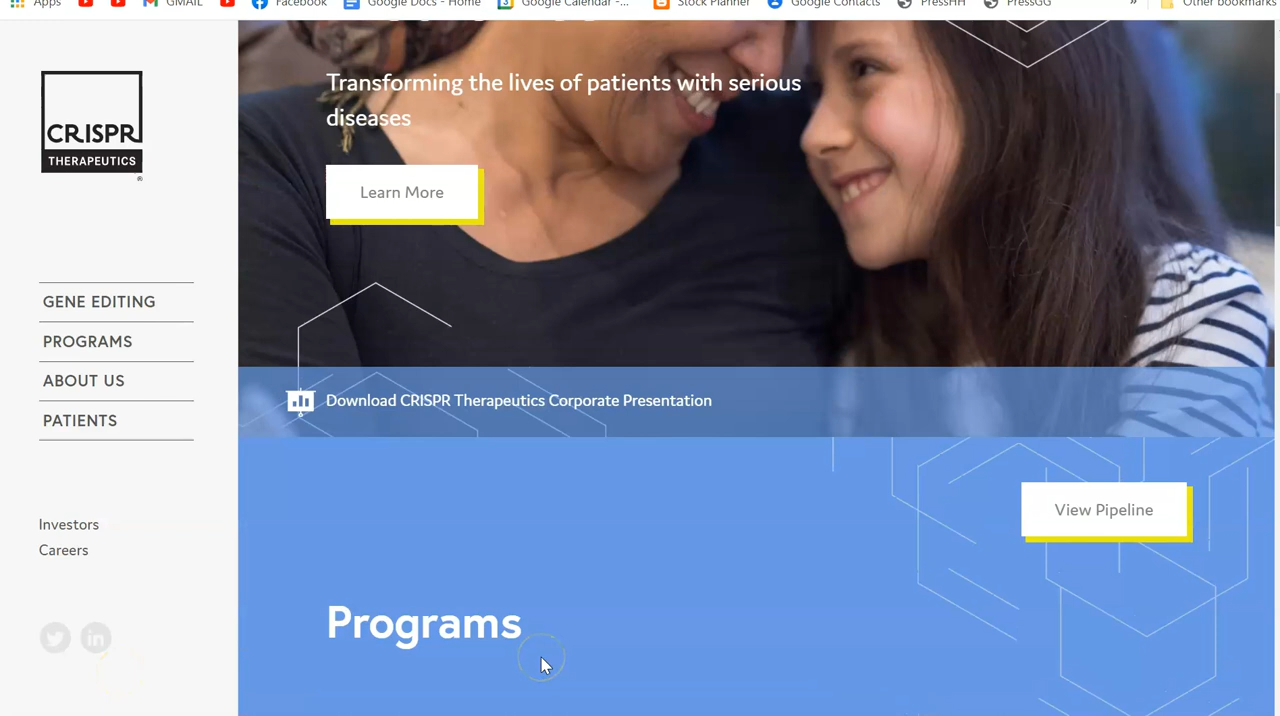 Apps
GMAIL
Facebook
Google Docs - Home
Google Calendar -...
Stock Planner
Google Contacts
PressHH
PressGG
»
Other bookmarks
CRISPR
THERAPEUTICS
®
GENE EDITING
PROGRAMS
ABOUT US
PATIENTS
Investors
Careers
in
Transforming the lives of patients with serious
diseases
Learn More
Download CRISPR Therapeutics Corporate Presentation
View Pipeline
Programs